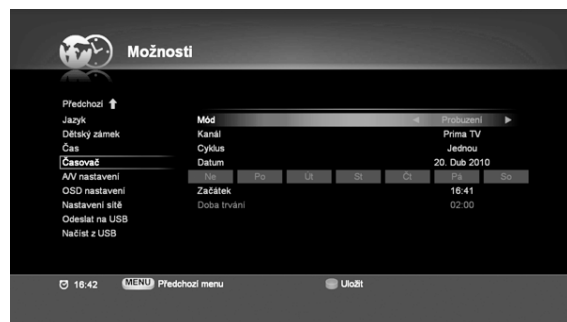 Možnosti
Předchozí
Jazyk
Dětský zámek
Čas
Časovač
A/V nastavení
OSD nastavení
Nastavení sítě
Odeslat na USB
Načíst z USB
Mód Probuzení
Kanál Prima TV
Cyklus Jednou
Datum 20. Dub 2010
Ne Po Út St Čt Pá So
Začátek 16:41
Doba trvání 02:00
16:42 MENU Předchozí menu Uložit